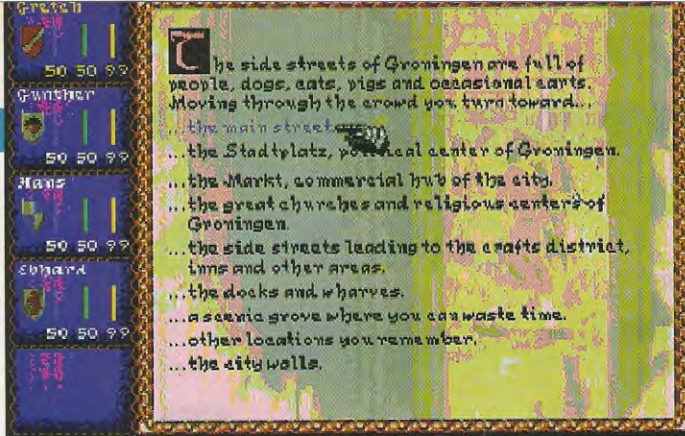 Gretch
50 50 99
Gunther
50 50 99
Hans
50 50 99
Ebhard
50 50 99
The side streets of Groningen are full of
people, dogs, cats, pigs and occasional carts.
Moving through the crowd you turn toward...
...the main street
...the Stadtplatz, political center of Groningen.
...the Markt, commercial hub of the city.
...the great churches and religious centers of
Groningen.
...the side streets leading to the crafts district,
inns and other areas.
...the docks and wharves.
...a scenic grove where you can waste time.
...other locations you remember.
...the city walls.